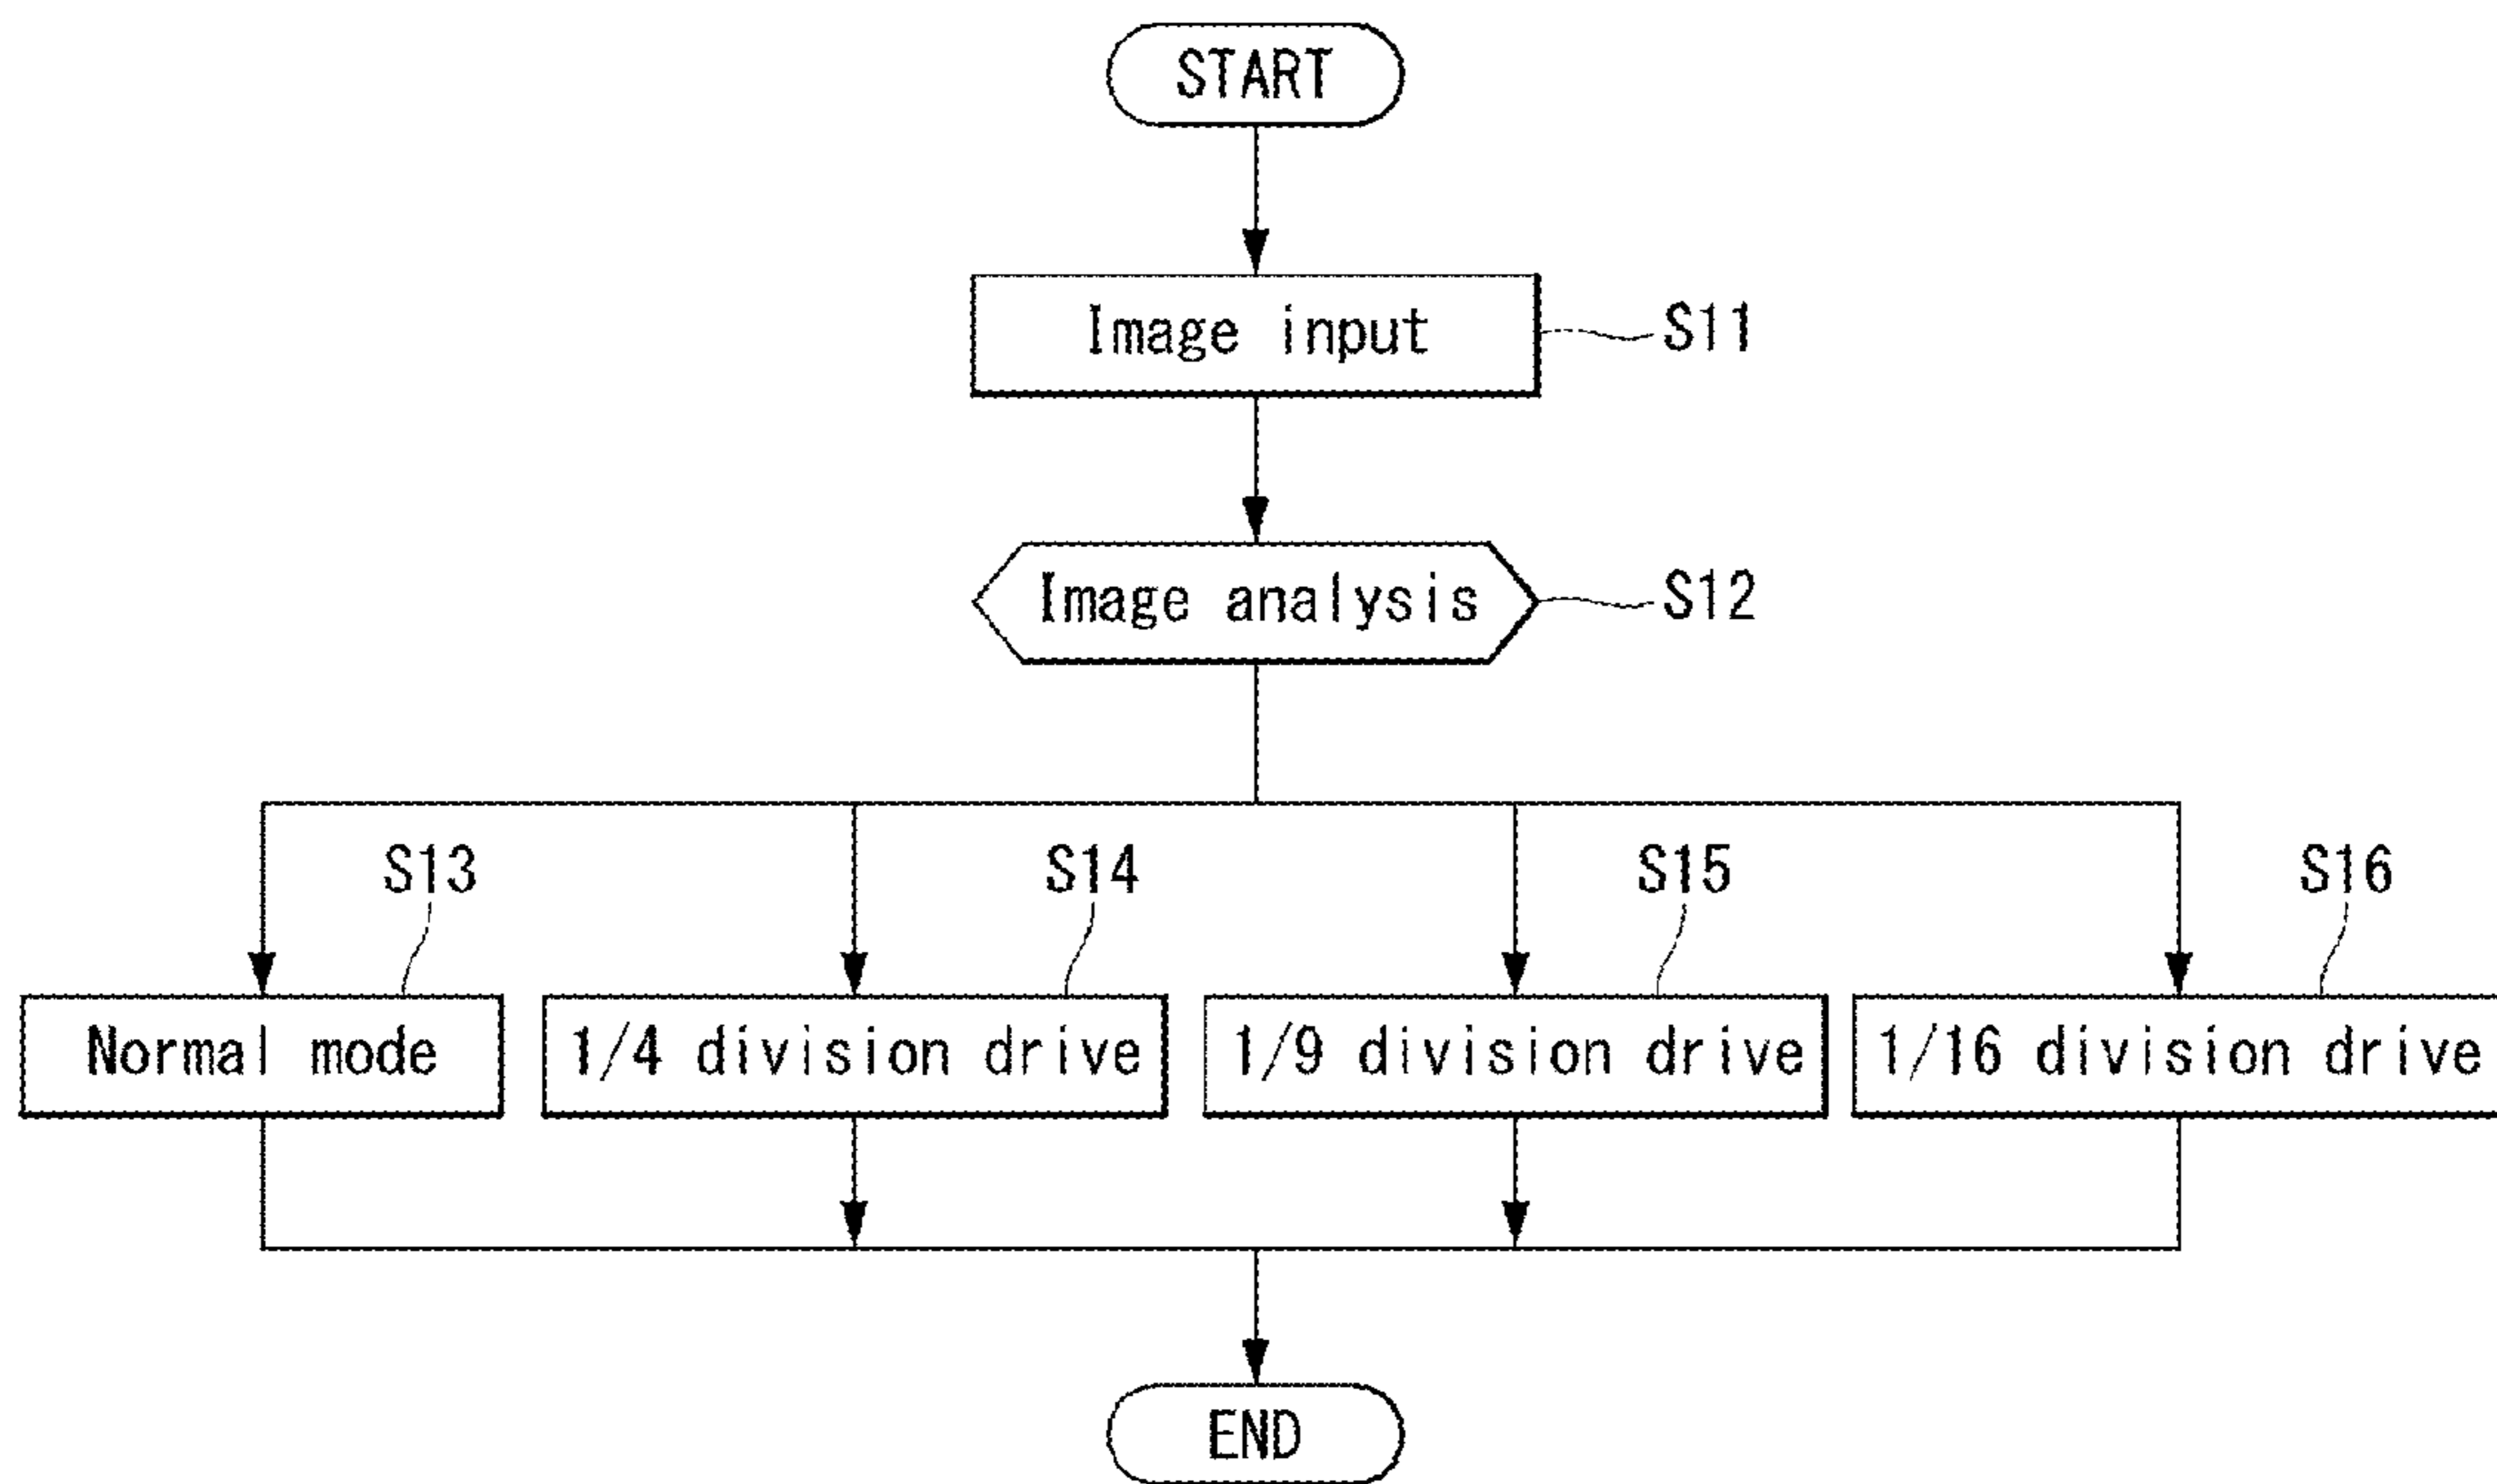 START
Image input
S11
Image analysis
S12
S13
S14
S15
S16
Normal mode
1/4 division drive
1/9 division drive
1/16 division drive
END